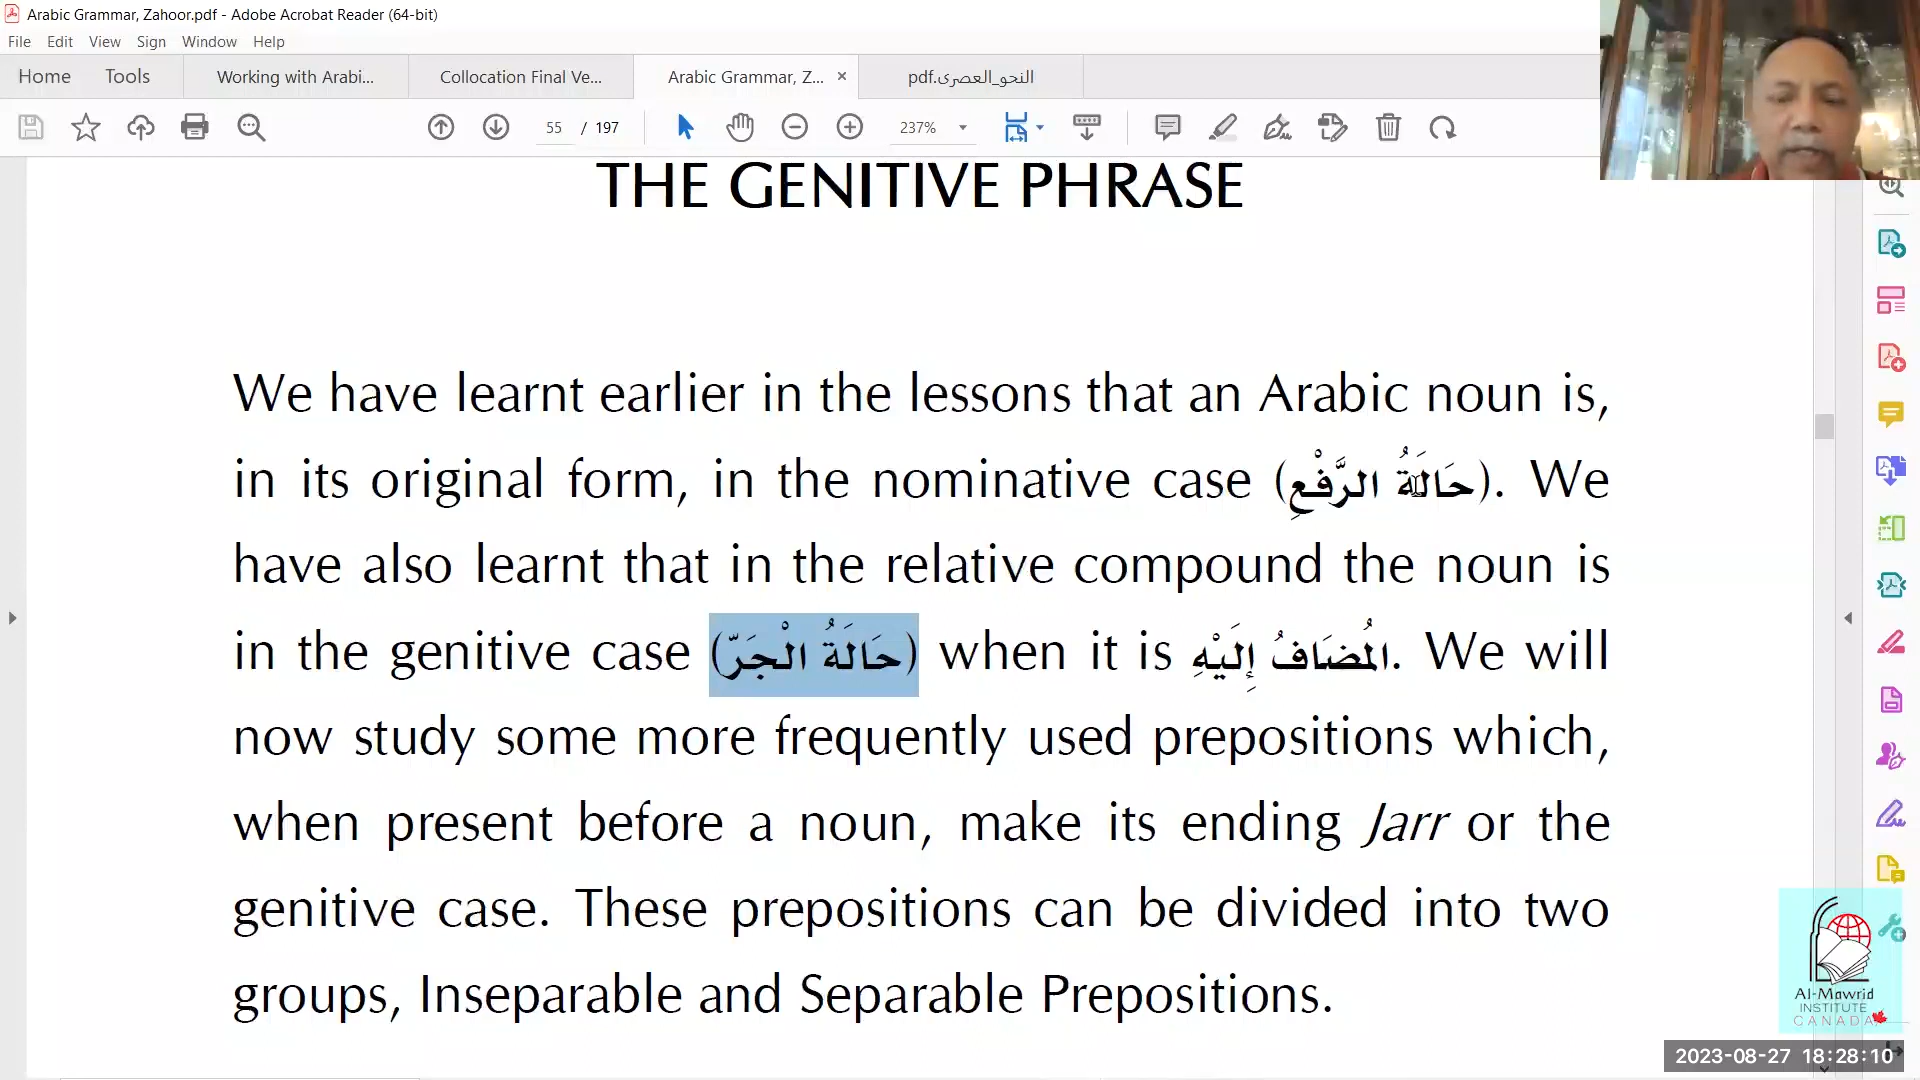 Arabic Grammar, Zahoor.pdf - Adobe Acrobat Reader (64-bit)
File Edit View Sign Window Help
Home Tools Working with Arabi... Collocation Final Ve... Arabic Grammar, Z... × النحو_العصرى.pdf
55 / 197 237%
THE GENITIVE PHRASE
We have learnt earlier in the lessons that an Arabic noun is,
in its original form, in the nominative case (حَالَةُ الرَّفْعِ). We
have also learnt that in the relative compound the noun is
in the genitive case (حَالَةُ الْجَرّ) when it is المُضَافُ إِلَيْهِ. We will
now study some more frequently used prepositions which,
when present before a noun, make its ending Jarr or the
genitive case. These prepositions can be divided into two
groups, Inseparable and Separable Prepositions.
Al-Mawrid
INSTITUTE
CANADA
2023-08-27 18:28:10